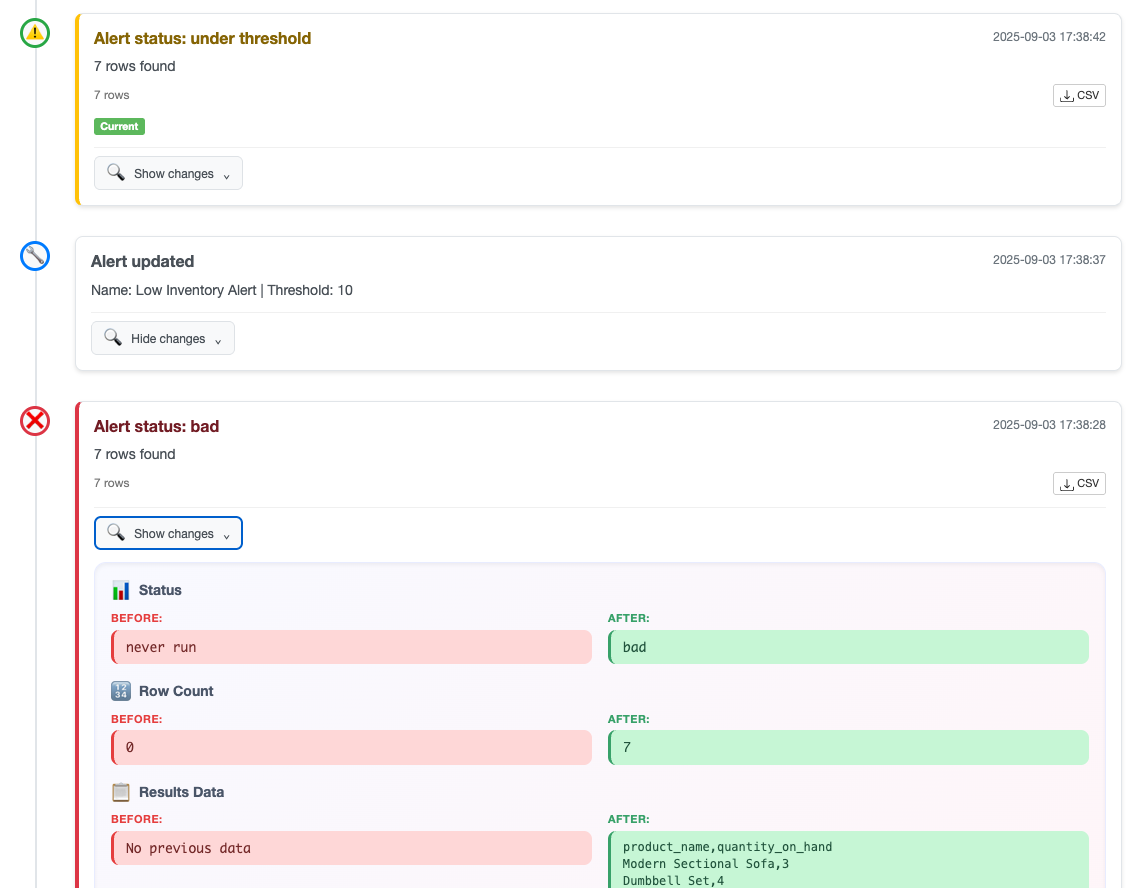 Alert status: under threshold
2025-09-03 17:38:42
7 rows found
7 rows
CSV
Current
Show changes
Alert updated
2025-09-03 17:38:37
Name: Low Inventory Alert | Threshold: 10
Hide changes
Alert status: bad
2025-09-03 17:38:28
7 rows found
7 rows
CSV
Show changes
Status
BEFORE:
AFTER:
never run
bad
1234
Row Count
BEFORE:
AFTER:
0
7
Results Data
BEFORE:
AFTER:
No previous data
product_name,quantity_on_hand
Modern Sectional Sofa,3
Dumbbell Set,4